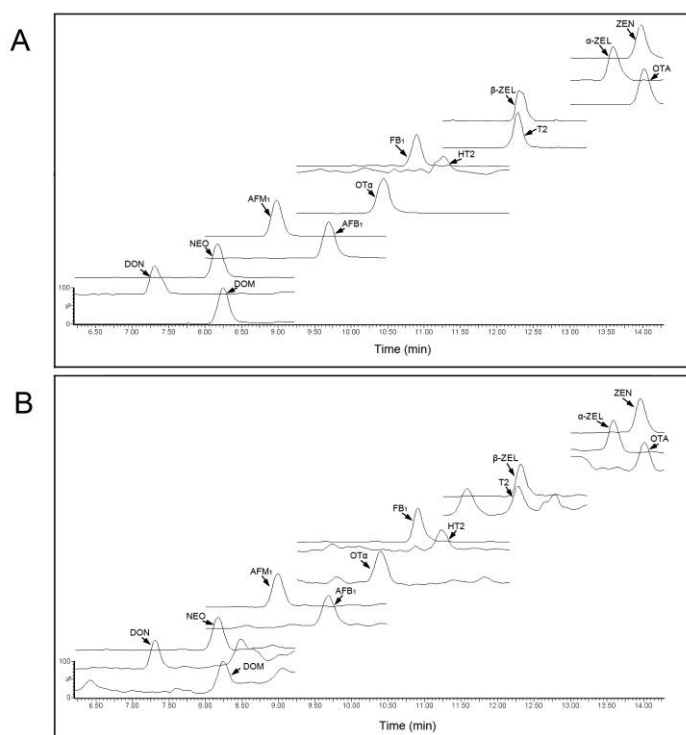 A
ZEN
α-ZEL
OTA
β-ZEL
T2
FB1
HT2
OTα
AFM1
AFB1
NEO
DON
DOM
100
%
0
6.50 7.00 7.50 8.00 8.50 9.00 9.50 10.00 10.50 11.00 11.50 12.00 12.50 13.00 13.50 14.00
Time (min)
B
ZEN
α-ZEL
OTA
β-ZEL
T2
FB1
HT2
OTα
AFM1
AFB1
NEO
DON
DOM
100
%
0
6.50 7.00 7.50 8.00 8.50 9.00 9.50 10.00 10.50 11.00 11.50 12.00 12.50 13.00 13.50 14.00
Time (min)